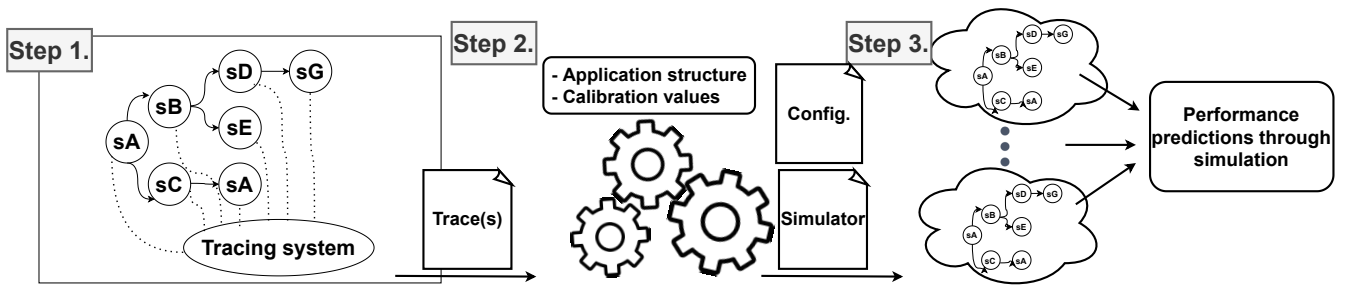 Step 1.
sD
sG
sB
sE
sA
sC
sA
Tracing system
Trace(s)
Step 2.
- Application structure
- Calibration values
Config.
Simulator
Step 3.
sD
sG
sB
sE
sA
sC
sA
sD
sG
sB
sE
sA
sC
sA
Performance
predictions through
simulation